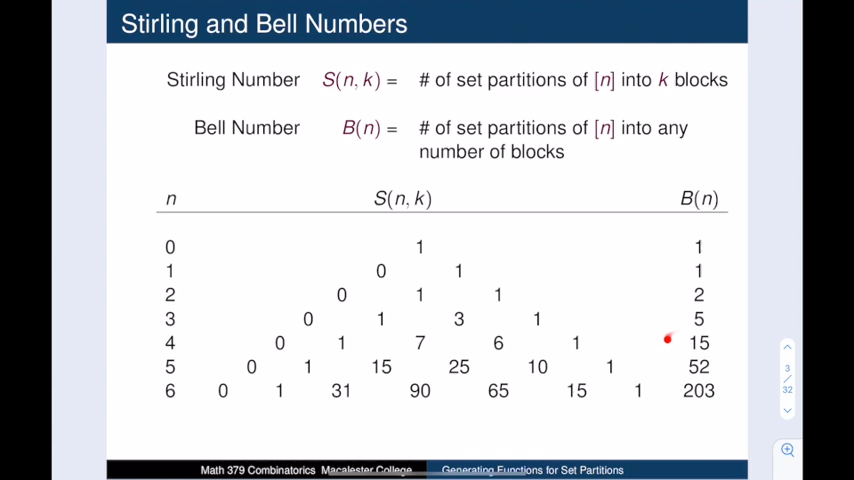 Stirling and Bell Numbers
Stirling Number S(n, k) = # of set partitions of [n] into k blocks
Bell Number B(n) = # of set partitions of [n] into any
number of blocks
n S(n, k) B(n)
0 1 1
1 0 1 1
2 0 1 1 2
3 0 1 3 1 5
4 0 1 7 6 1 15
5 0 1 15 25 10 1 52
6 0 1 31 90 65 15 1 203
3
/
32
Math 379 Combinatorics Macalester College Generating Functions for Set Partitions